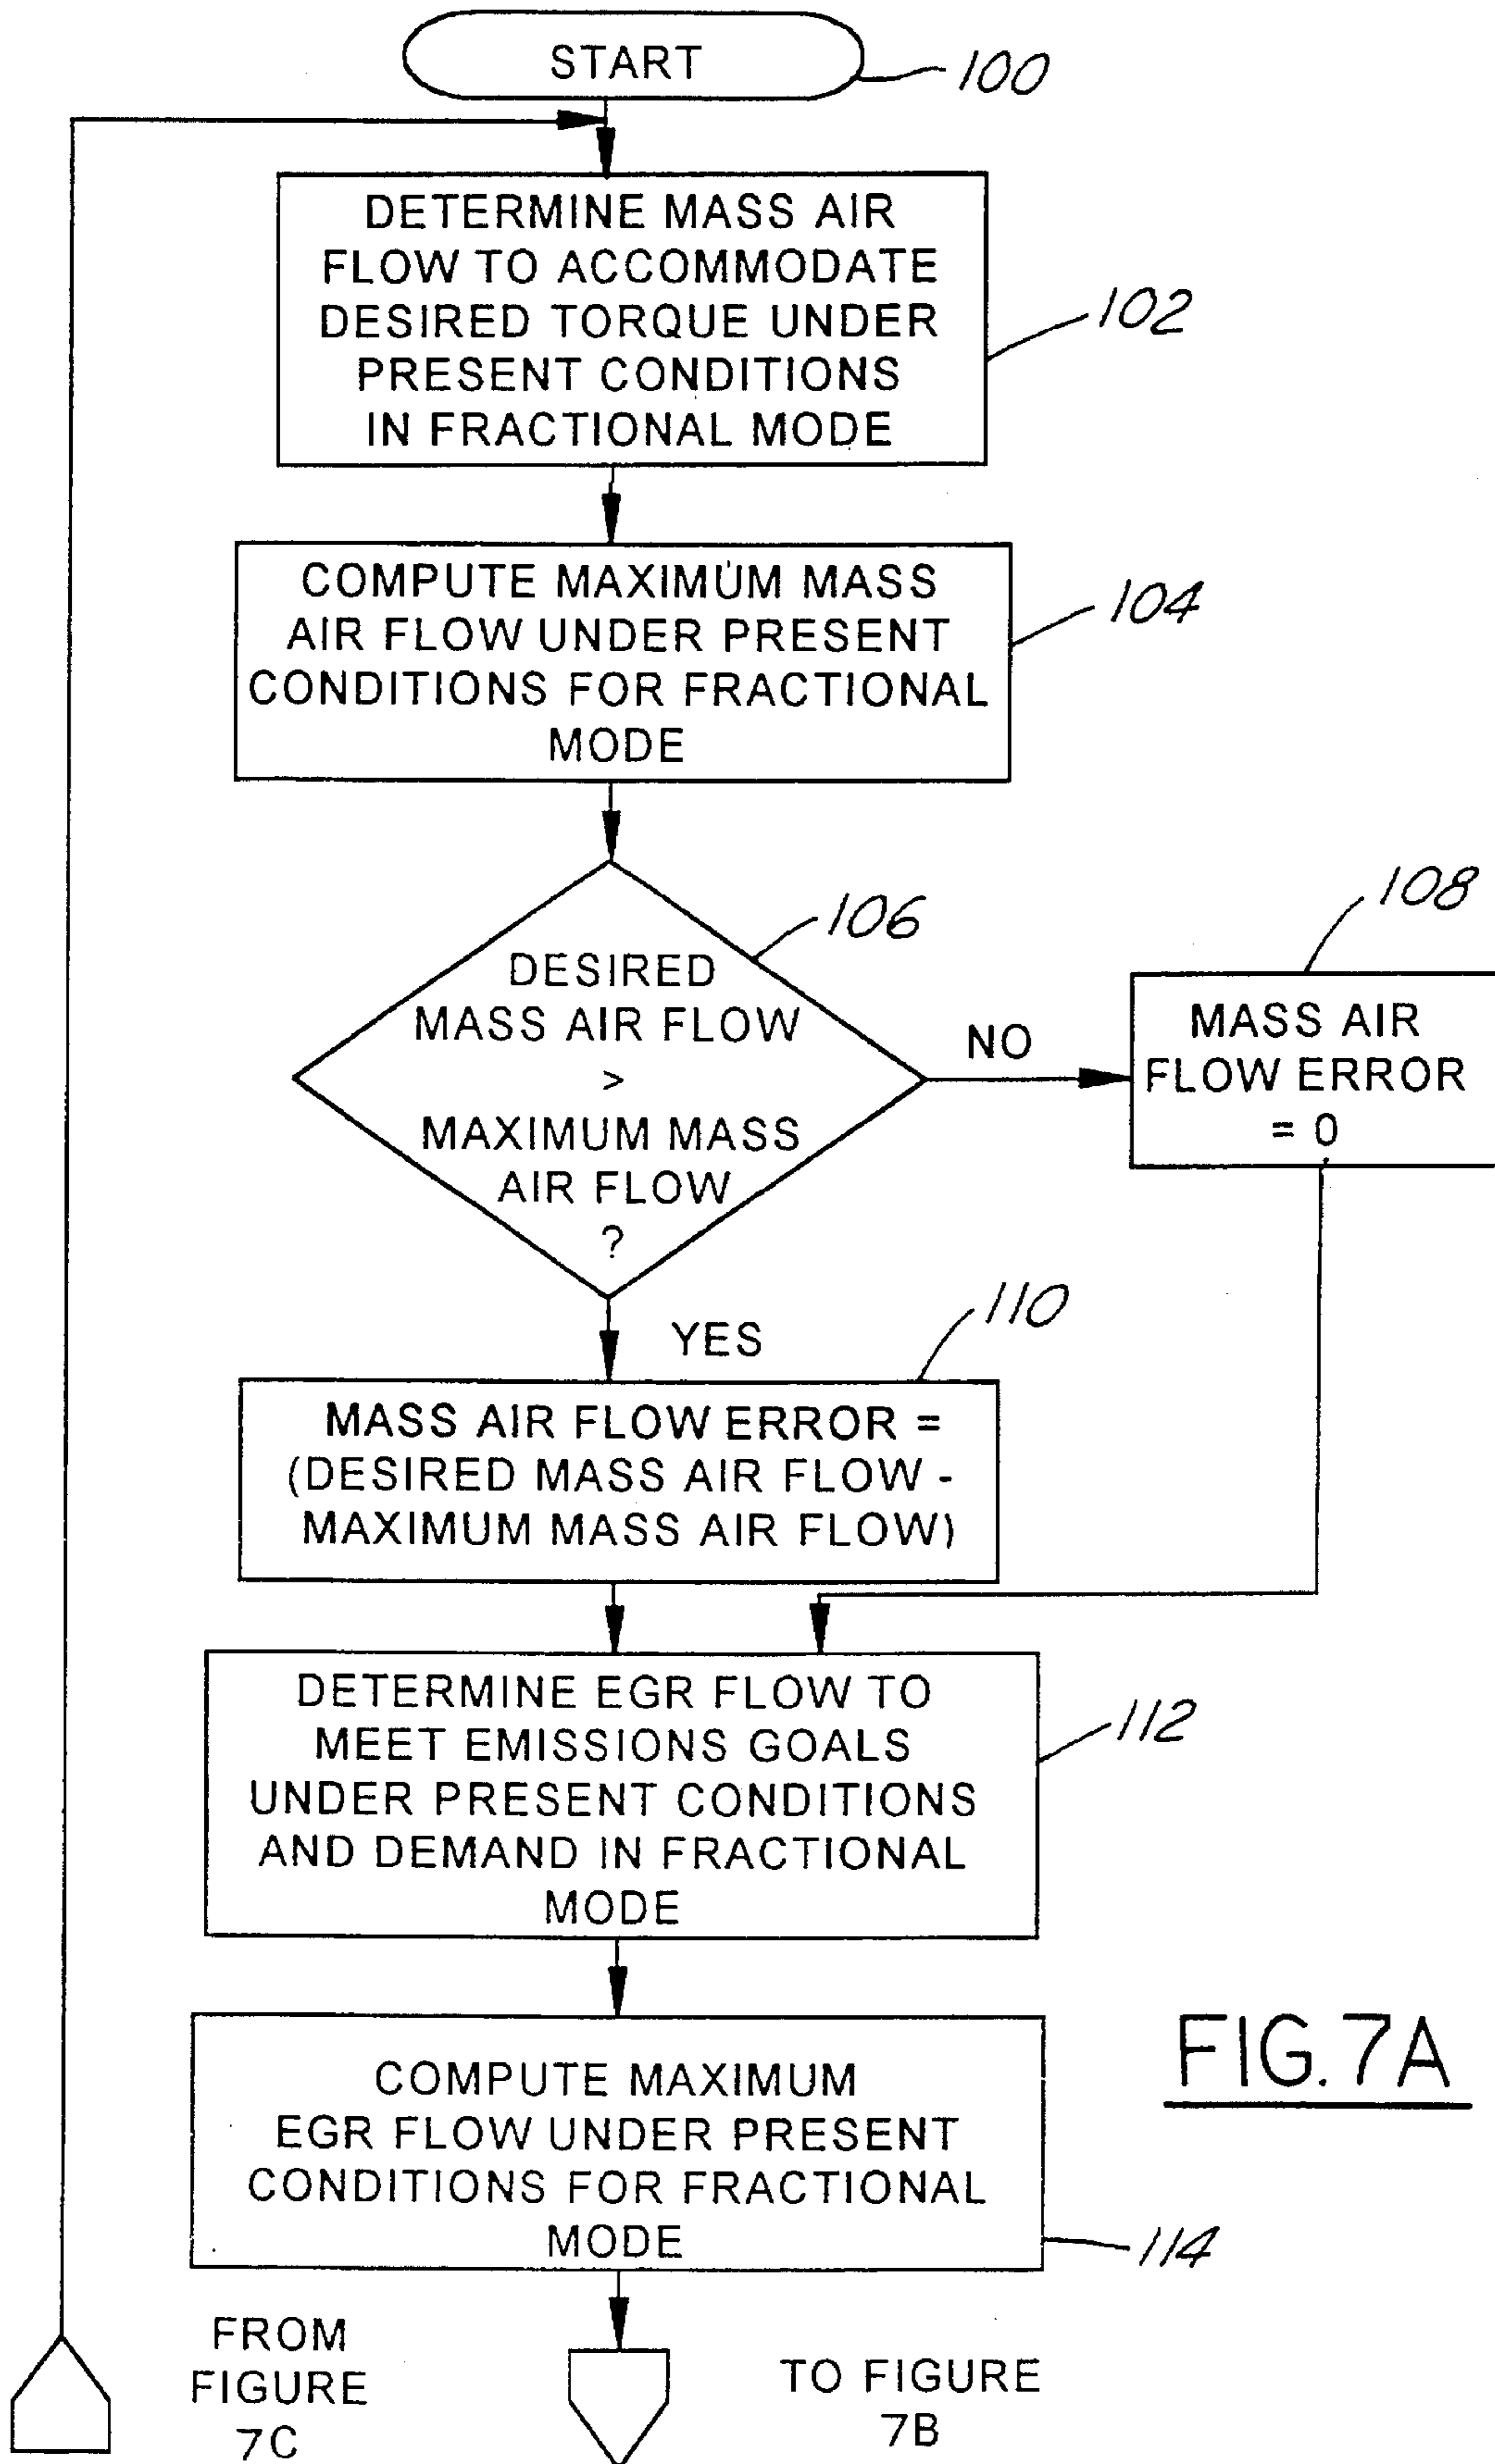 START
100
DETERMINE MASS AIR
FLOW TO ACCOMMODATE
DESIRED TORQUE UNDER
PRESENT CONDITIONS
IN FRACTIONAL MODE
102
COMPUTE MAXIMUM MASS
AIR FLOW UNDER PRESENT
CONDITIONS FOR FRACTIONAL
MODE
104
DESIRED
MASS AIR FLOW
>
MAXIMUM MASS
AIR FLOW
?
106
NO
108
MASS AIR
FLOW ERROR
= 0
YES
110
MASS AIR FLOW ERROR =
(DESIRED MASS AIR FLOW -
MAXIMUM MASS AIR FLOW)
DETERMINE EGR FLOW TO
MEET EMISSIONS GOALS
UNDER PRESENT CONDITIONS
AND DEMAND IN FRACTIONAL
MODE
112
COMPUTE MAXIMUM
EGR FLOW UNDER PRESENT
CONDITIONS FOR FRACTIONAL
MODE
114
FIG. 7A
FROM
FIGURE
7C
TO FIGURE
7B